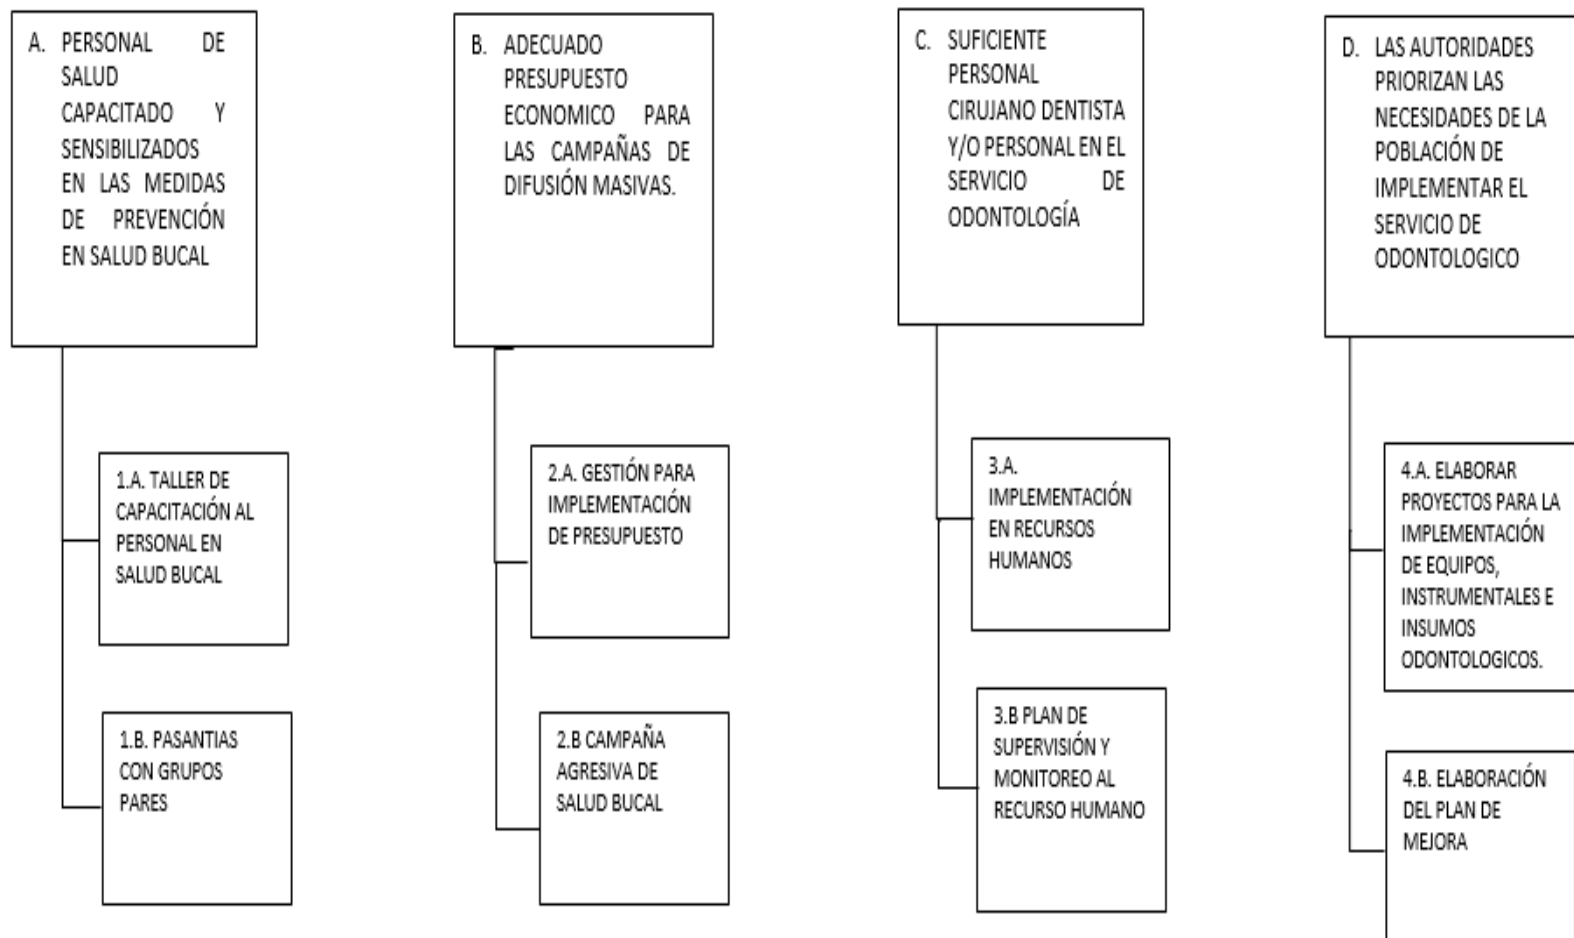 A. PERSONAL DE
SALUD
CAPACITADO Y
SENSIBILIZADOS
EN LAS MEDIDAS
DE PREVENCIÓN
EN SALUD BUCAL
B. ADECUADO
PRESUPUESTO
ECONOMICO PARA
LAS CAMPAÑAS DE
DIFUSIÓN MASIVAS.
C. SUFICIENTE
PERSONAL
CIRUJANO DENTISTA
Y/O PERSONAL EN EL
SERVICIO DE
ODONTOLOGÍA
D. LAS AUTORIDADES
PRIORIZAN LAS
NECESIDADES DE LA
POBLACIÓN DE
IMPLEMENTAR EL
SERVICIO DE
ODONTOLOGICO
1.A. TALLER DE
CAPACITACIÓN AL
PERSONAL EN
SALUD BUCAL
2.A. GESTIÓN PARA
IMPLEMENTACIÓN
DE PRESUPUESTO
3.A.
IMPLEMENTACIÓN
EN RECURSOS
HUMANOS
4.A. ELABORAR
PROYECTOS PARA LA
IMPLEMENTACIÓN
DE EQUIPOS,
INSTRUMENTALES E
INSUMOS
ODONTOLOGICOS.
1.B. PASANTIAS
CON GRUPOS
PARES
2.B CAMPAÑA
AGRESIVA DE
SALUD BUCAL
3.B PLAN DE
SUPERVISIÓN Y
MONITOREO AL
RECURSO HUMANO
4.B. ELABORACIÓN
DEL PLAN DE
MEJORA